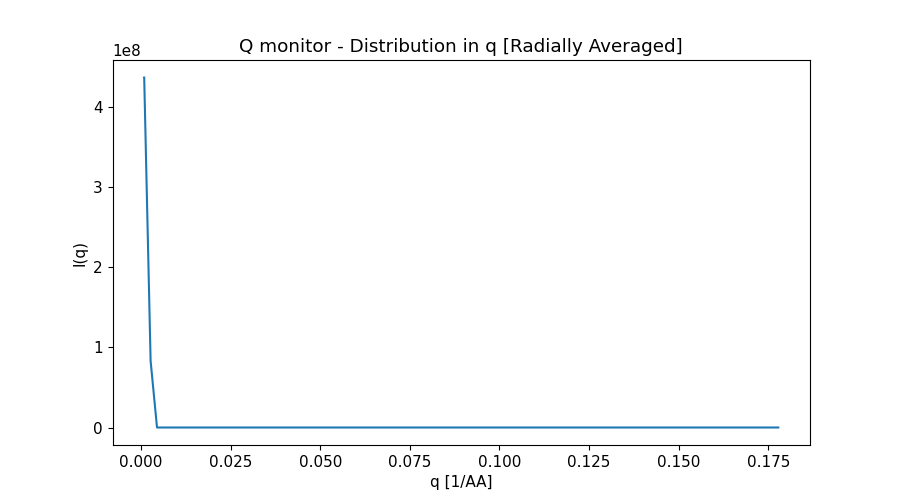 Q monitor - Distribution in q [Radially Averaged]
1e8
4
3
2
1
0
I(q)
0.000 0.025 0.050 0.075 0.100 0.125 0.150 0.175
q [1/AA]